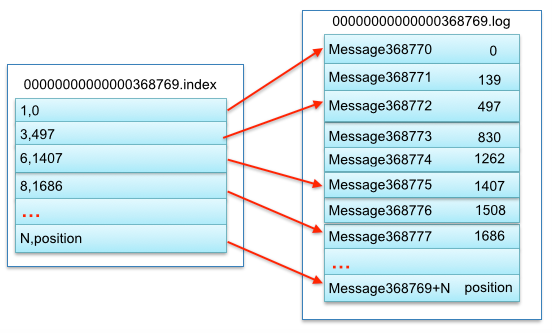 00000000000000368769.index
1,0
3,497
6,1407
8,1686
...
N,position
00000000000000368769.log
Message368770 0
Message368771 139
Message368772 497
Message368773 830
Message368774 1262
Message368775 1407
Message368776 1508
Message368777 1686
...
Message368769+N position